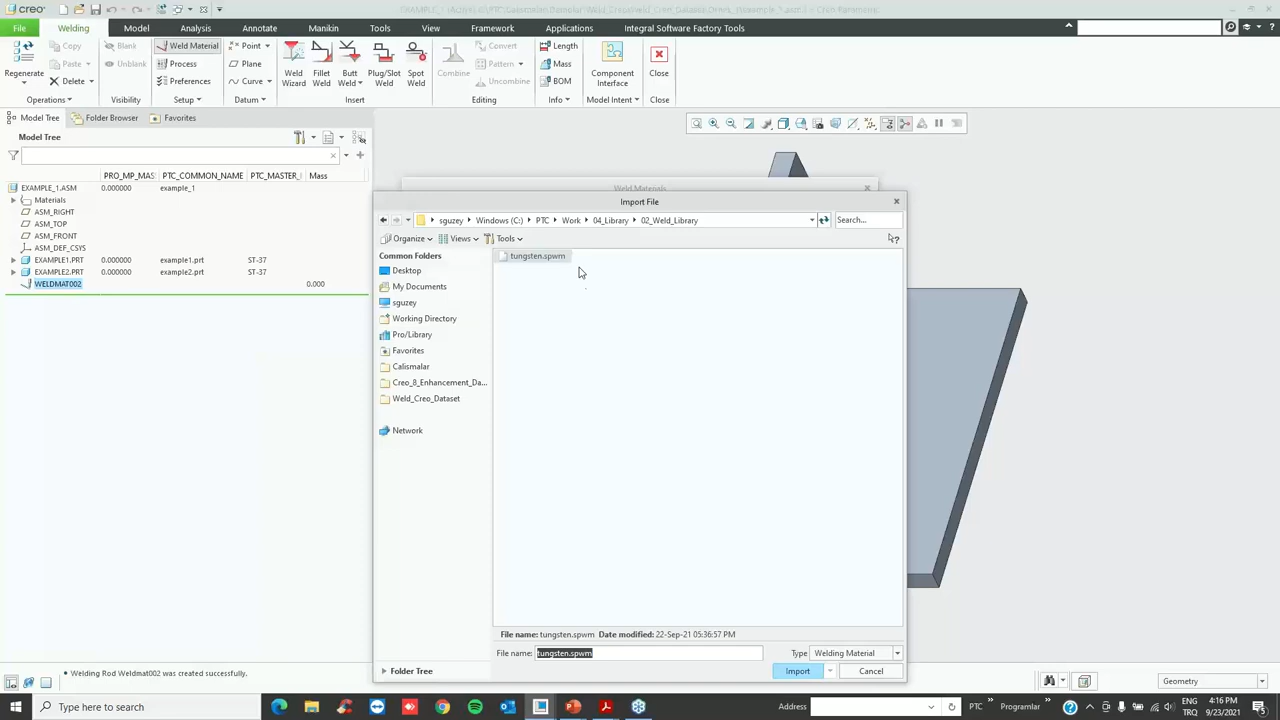 creo
File Welding Model Analysis Annotate Manikin Tools View Framework Applications Integral Software Factory Tools
Regenerate
Copy
Paste
Delete
Operations
Blank
Unblank
Visibility
Weld Material
Process
Preferences
Setup
Point
Plane
Curve
Datum
Weld Wizard
Fillet Weld
Butt Weld
Plug/Slot Weld
Spot Weld
Insert
Combine
Convert
Pattern
Uncombine
Editing
Length
Mass
BOM
Info
Component Interface
Model Intent
Close
Close
Model Tree Folder Browser Favorites
Model Tree
PRO_MP_MAS PTC_COMMON_NAME PTC_MASTER_I Mass
EXAMPLE_1.ASM 0.000000 example_1
Materials
ASM_RIGHT
ASM_TOP
ASM_FRONT
ASM_DEF_CSYS
EXAMPLE1.PRT 0.000000 example1.prt ST-37
EXAMPLE2.PRT 0.000000 example2.prt ST-37
WELDMAT002 0.000
Weld Materials
Import File
sguzey Windows (C:) PTC Work 04_Library 02_Weld_Library Search...
Organize Views Tools
Common Folders
Desktop
My Documents
sguzey
Working Directory
Pro/Library
Favorites
Calismalar
Creo_8_Enhancement_Da...
Weld_Creo_Dataset
Network
tungsten.spwm
File name: tungsten.spwm Date modified: 22-Sep-21 05:36:57 PM
File name: tungsten.spwm Type Welding Material
Folder Tree Import Cancel
• Welding Rod Weldmat002 was created successfully.
Geometry
Type here to search
Address
PTC
Programlar
ENG
TRQ
4:16 PM
9/23/2021